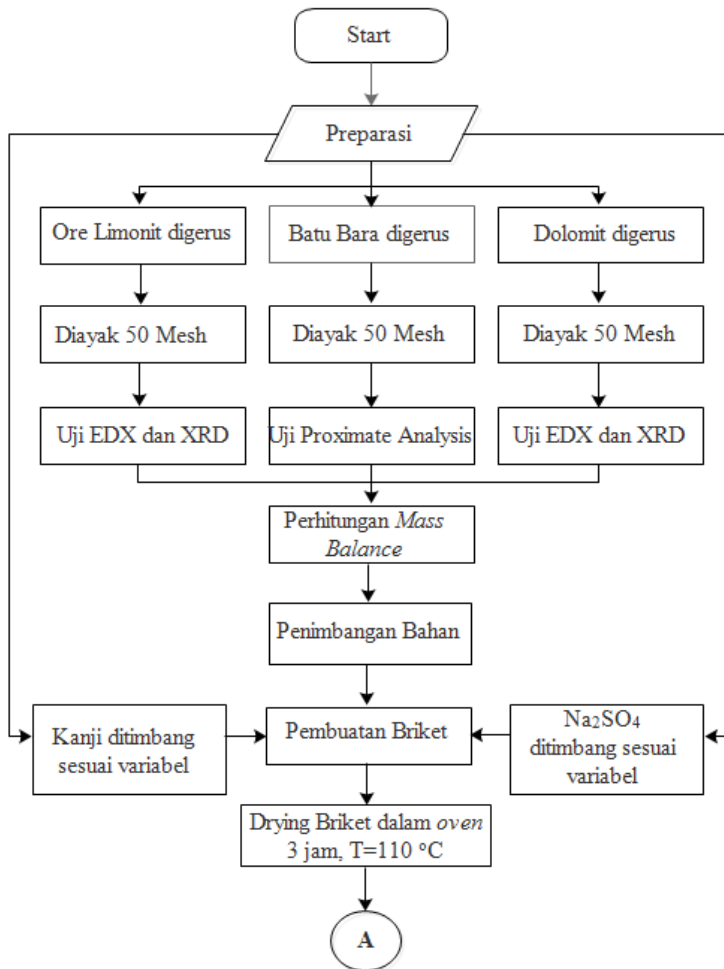 Start
Preparasi
Ore Limonit digerus
Batu Bara digerus
Dolomit digerus
Diayak 50 Mesh
Diayak 50 Mesh
Diayak 50 Mesh
Uji EDX dan XRD
Uji Proximate Analysis
Uji EDX dan XRD
Perhitungan Mass
Balance
Penimbangan Bahan
Kanji ditimbang
sesuai variabel
Pembuatan Briket
Na₂SO₄
ditimbang sesuai
variabel
Drying Briket dalam oven
3 jam, T=110 °C
A